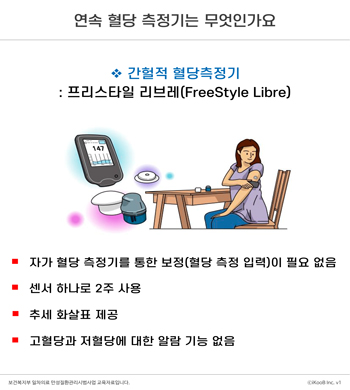 연속 혈당 측정기는 무엇인가요
❖ 간헐적 혈당측정기
: 프리스타일 리브레(FreeStyle Libre)
147
자가 혈당 측정기를 통한 보정(혈당 측정 입력)이 필요 없음
센서 하나로 2주 사용
추세 화살표 제공
고혈당과 저혈당에 대한 알람 기능 없음
보건복지부 일차의료 만성질환관리시범사업 교육자료입니다.
ⓒiKooB Inc. v1